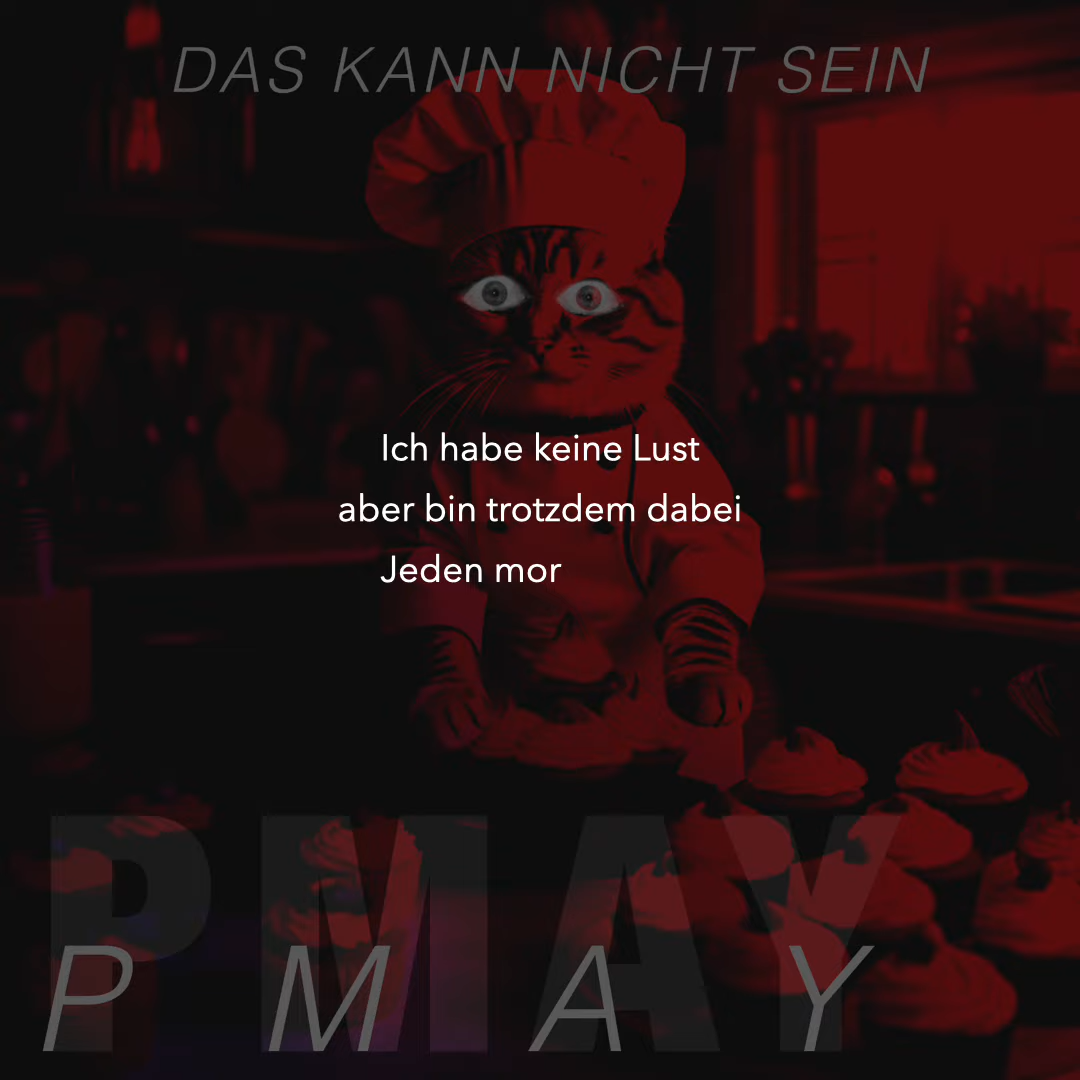 DAS KANN NICHT SEIN
Ich habe keine Lust
aber bin trotzdem dabei
Jeden mor
PMAY
P M A Y